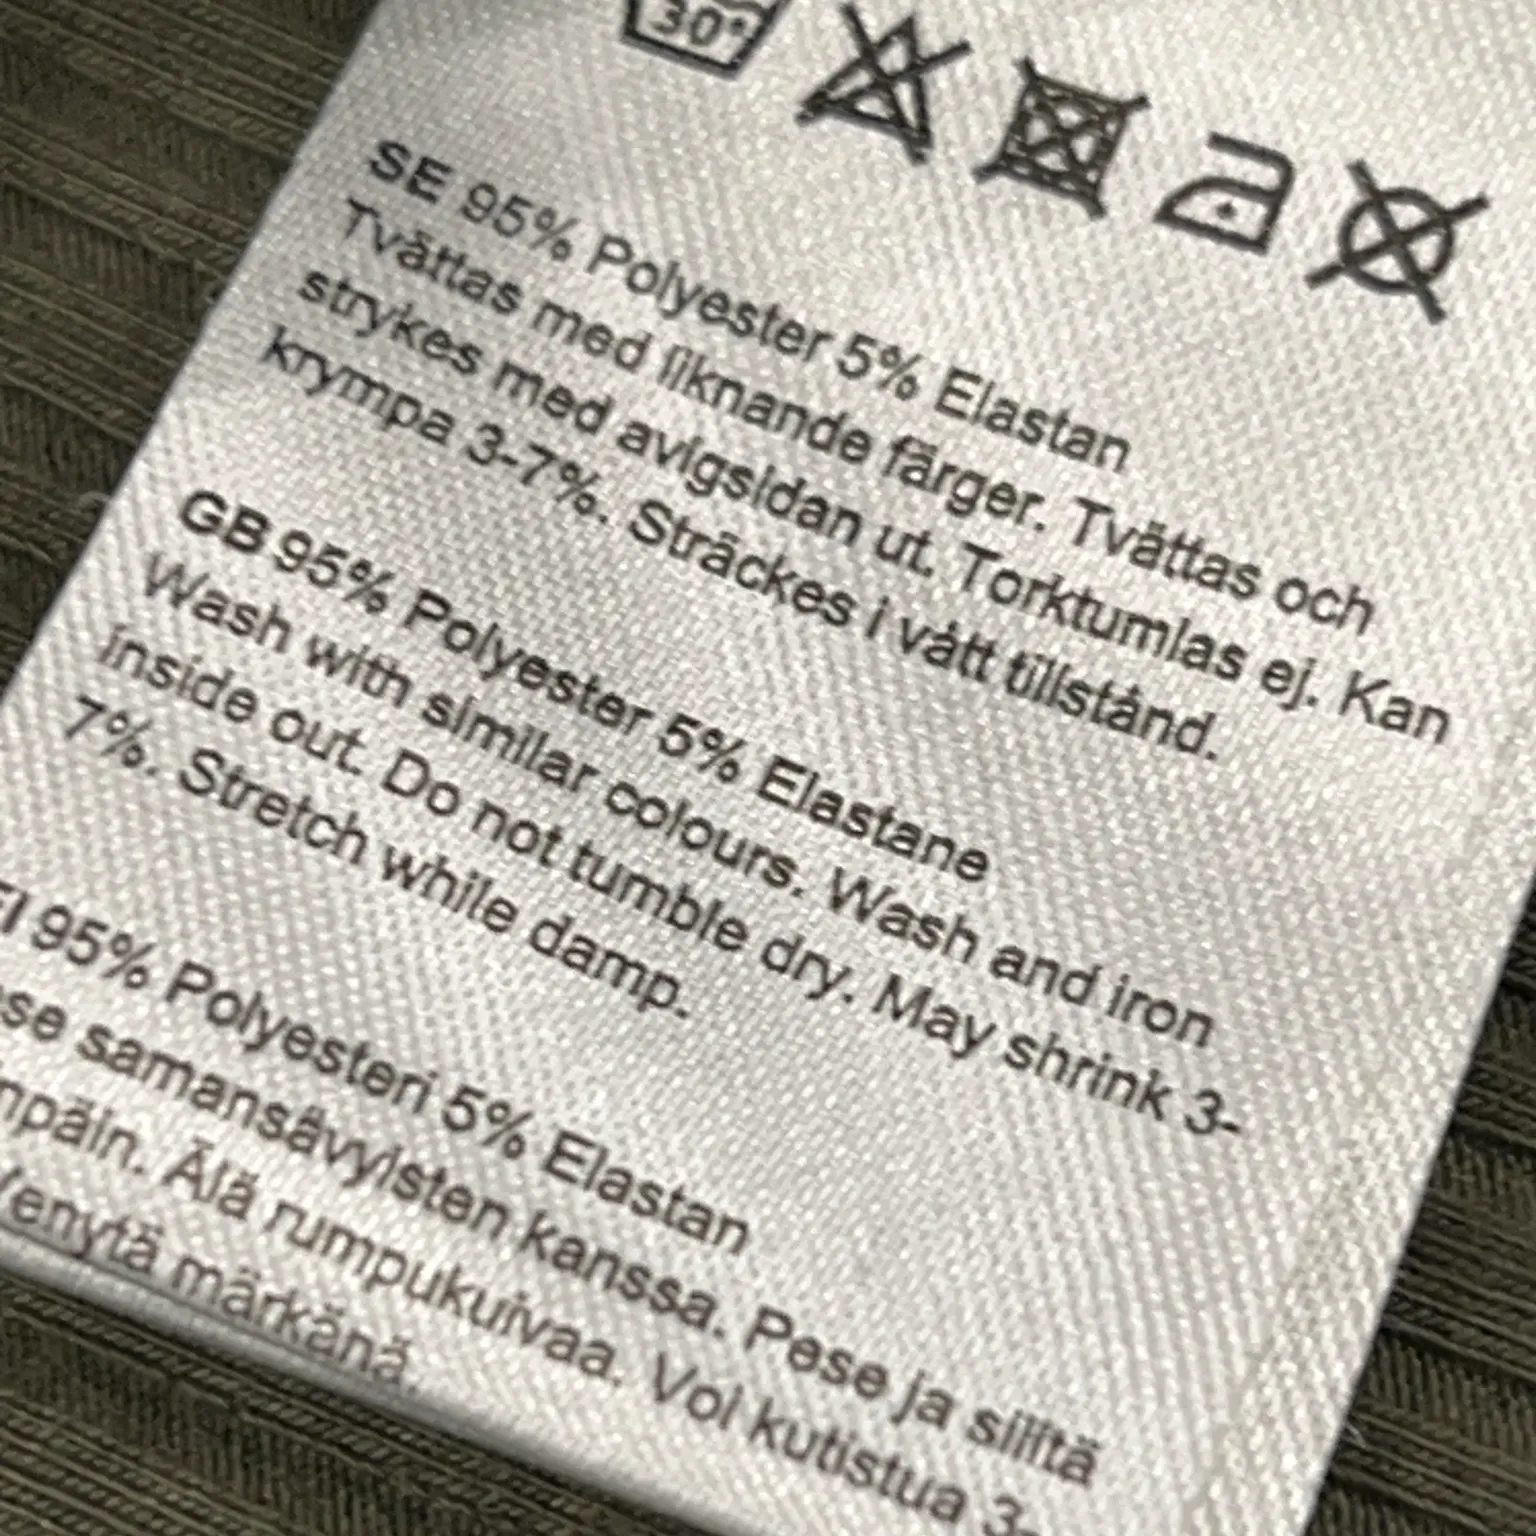 30°
SE 95% Polyester 5% Elastan
Tvättas med liknande färger. Tvättas och
strykes med avigsidan ut. Torktumlas ej. Kan
krympa 3-7%. Sträckes i vått tillstånd.
GB 95% Polyester 5% Elastane
Wash with similar colours. Wash and iron
inside out. Do not tumble dry. May shrink 3-
7%. Stretch while damp.
FI 95% Polyesteri 5% Elastan
samansävyisten kanssa. Pese ja silitä
Älä rumpukuivaa. Voi kutistua 3-
Venytä märkänä.